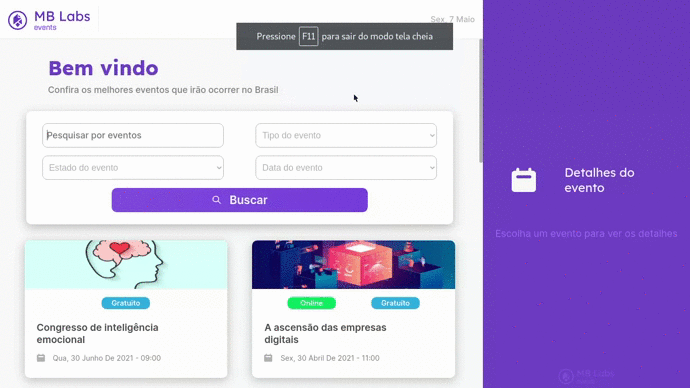 MB Labs
events
Sex, 7 Maio
Pressione F11 para sair do modo tela cheia
Bem vindo
Confira os melhores eventos que irão ocorrer no Brasil
Pesquisar por eventos
Tipo do evento
Estado do evento
Data do evento
Buscar
Gratuito
Congresso de inteligência
emocional
Qua, 30 Junho De 2021 - 09:00
Online
Gratuito
A ascensão das empresas
digitais
Sex, 30 Abril De 2021 - 11:00
Detalhes do
evento
Escolha um evento para ver os detalhes
MB Labs